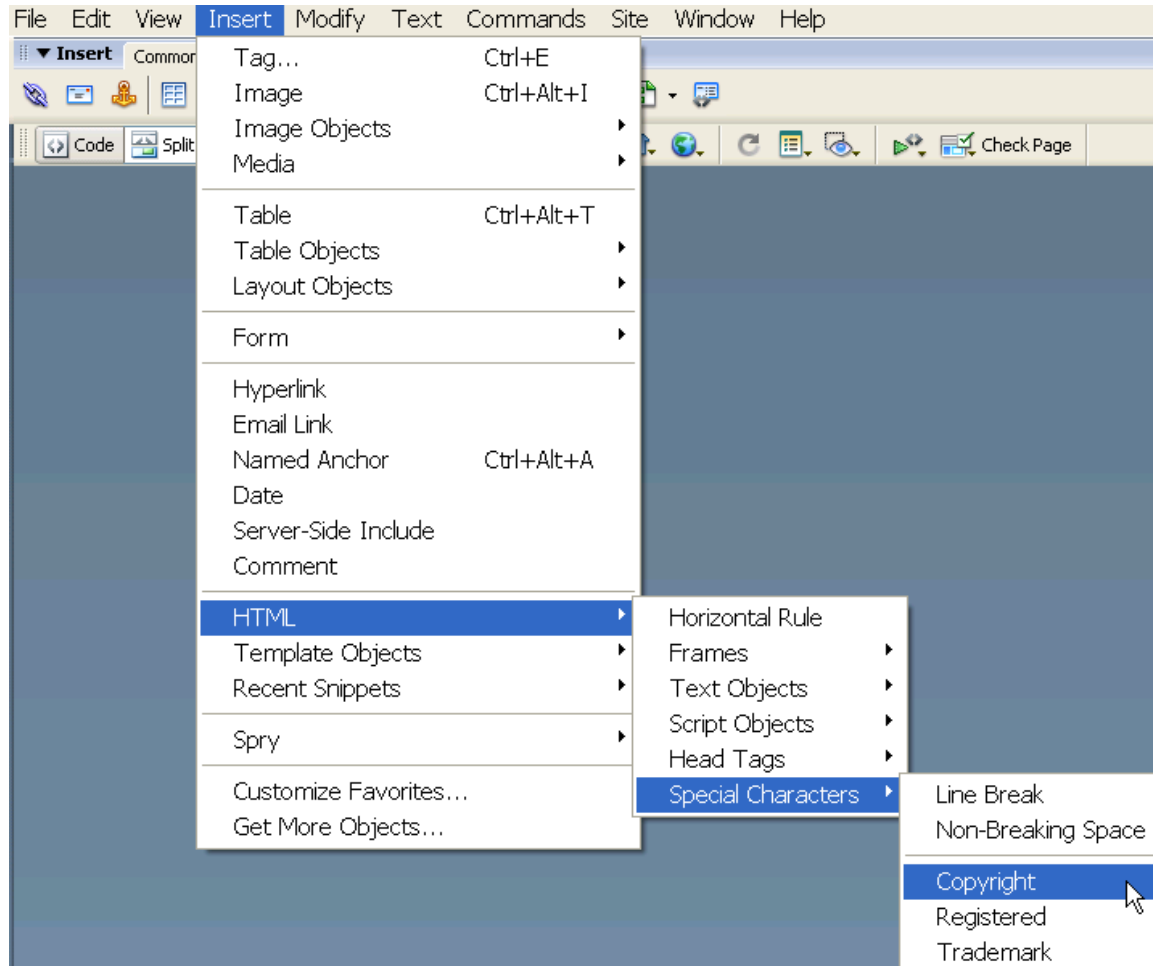 File Edit View Insert Modify Text Commands Site Window Help
Insert Common
Tag... Ctrl+E
Image Ctrl+Alt+I
Image Objects
Code Split Check Page
Media
Table Ctrl+Alt+T
Table Objects
Layout Objects
Form
Hyperlink
Email Link
Named Anchor Ctrl+Alt+A
Date
Server-Side Include
Comment
HTML Horizontal Rule
Template Objects Frames
Recent Snippets Text Objects
Script Objects
Spry
Head Tags
Customize Favorites... Special Characters Line Break
Get More Objects... Non-Breaking Space
Copyright
Registered
Trademark